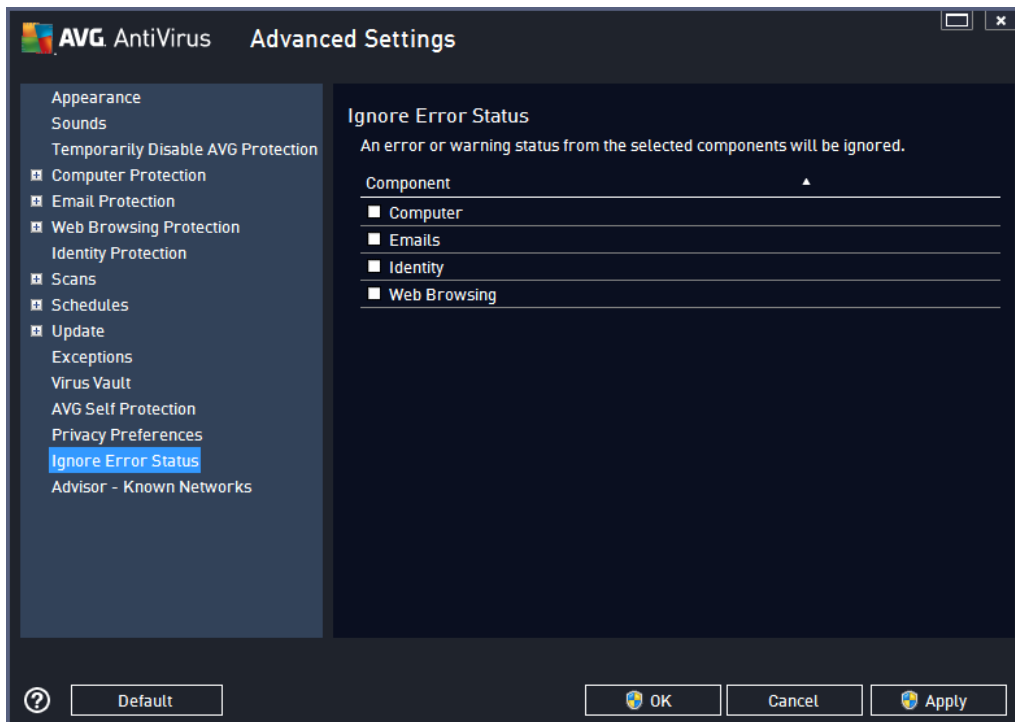 AVG AntiVirus Advanced Settings
Appearance
Sounds
Temporarily Disable AVG Protection
Computer Protection
Email Protection
Web Browsing Protection
Identity Protection
Scans
Schedules
Update
Exceptions
Virus Vault
AVG Self Protection
Privacy Preferences
Ignore Error Status
Advisor - Known Networks
Ignore Error Status
An error or warning status from the selected components will be ignored.
Component
Computer
Emails
Identity
Web Browsing
Default
OK
Cancel
Apply